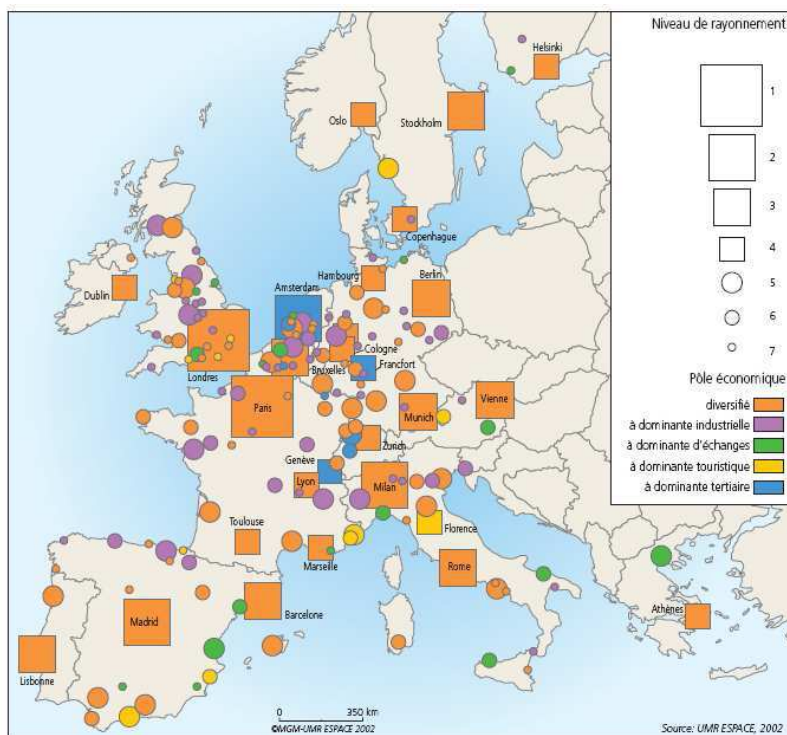 Niveau de rayonnement
1
2
3
4
5
6
7
Pôle économique
diversifié
à dominante industrielle
à dominante d'échanges
à dominante touristique
à dominante tertiaire
Helsinki
Oslo
Stockholm
Copenhague
Dublin
Hambourg
Berlin
Amsterdam
Londres
Cologne
Bruxelles
Francfort
Paris
Munich
Vienne
Zurich
Genève
Lyon
Milan
Toulouse
Florence
Marseille
Rome
Madrid
Barcelone
Athènes
Lisbonne
0 350 km
©MGM-UMR ESPACE 2002
Source: UMR ESPACE, 2002